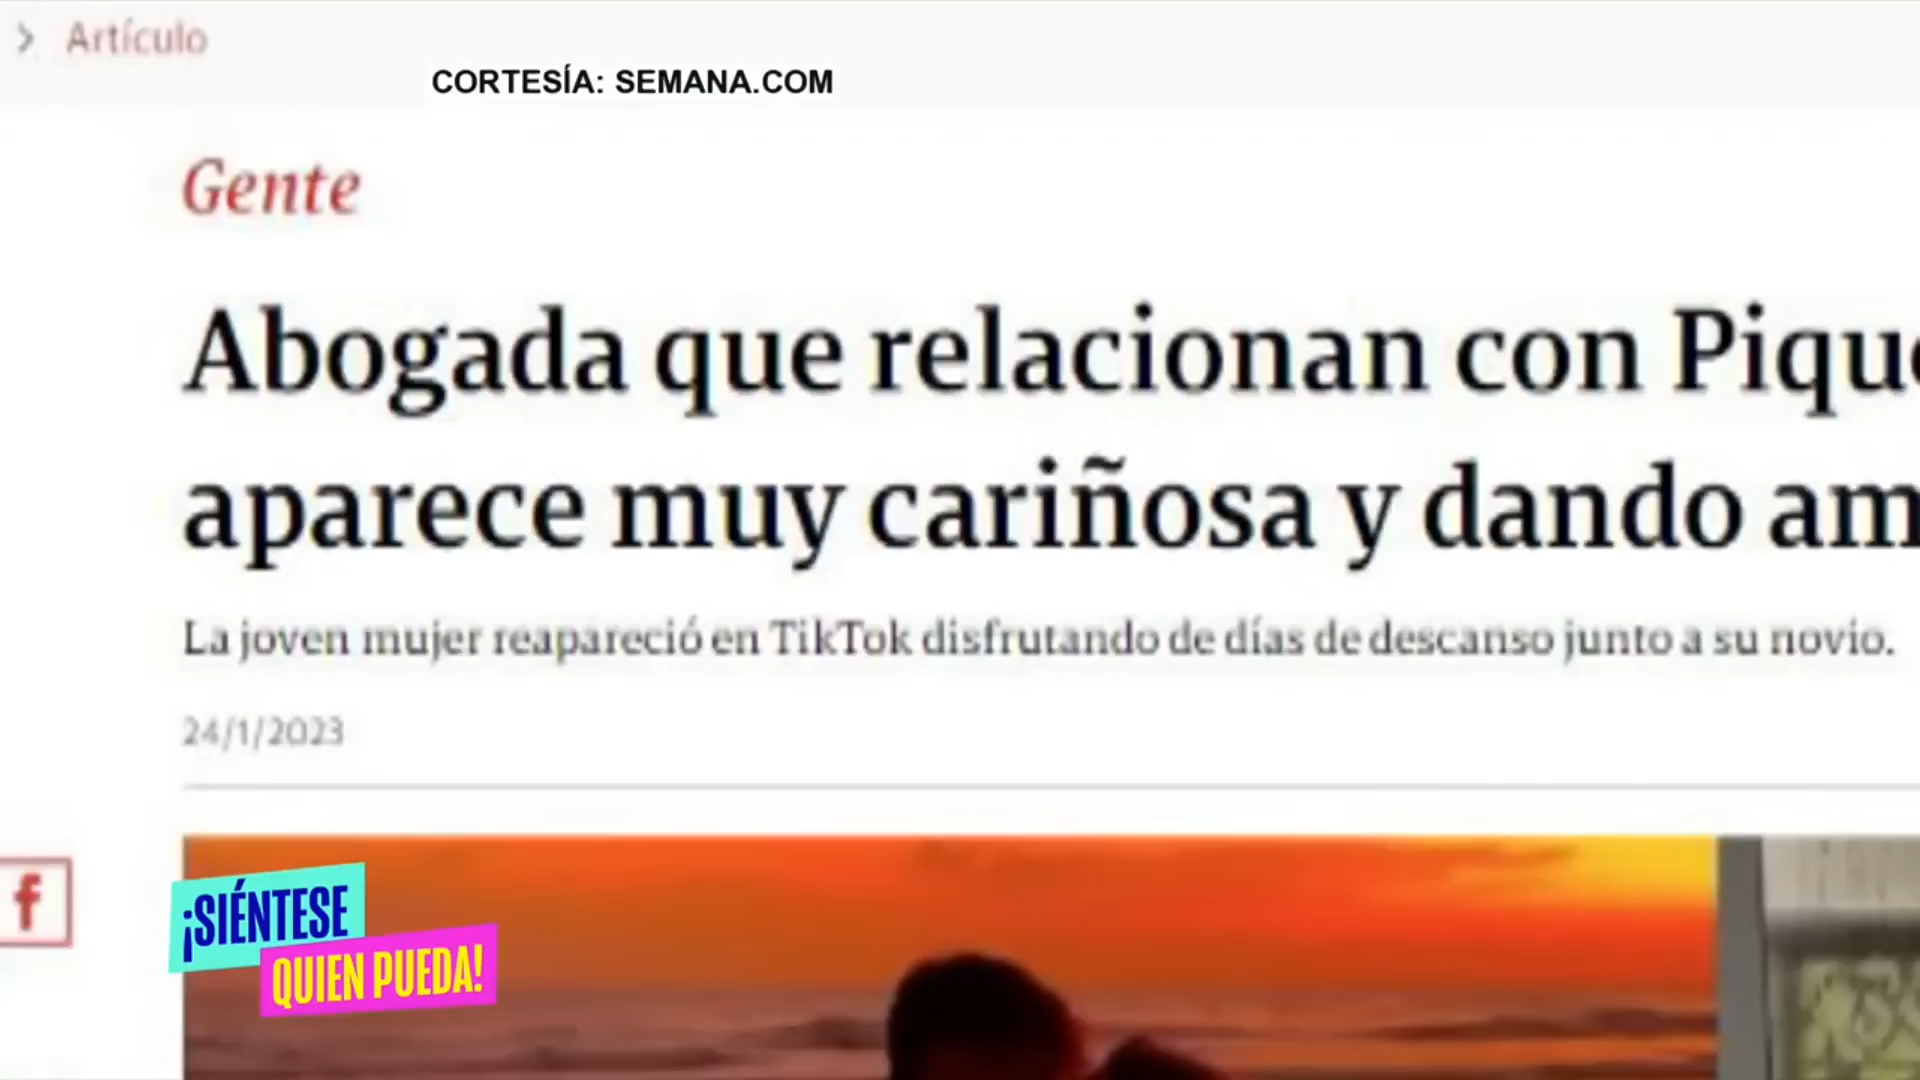 > Artículo
CORTESÍA: SEMANA.COM
Gente
Abogada que relacionan con
aparece muy cariñosa y dando
La joven mujer reapareció en TikTok disfrutando de días de descanso junto a su novio.
24/1/2023
f
¡SIÉNTESE
QUIEN PUEDA!